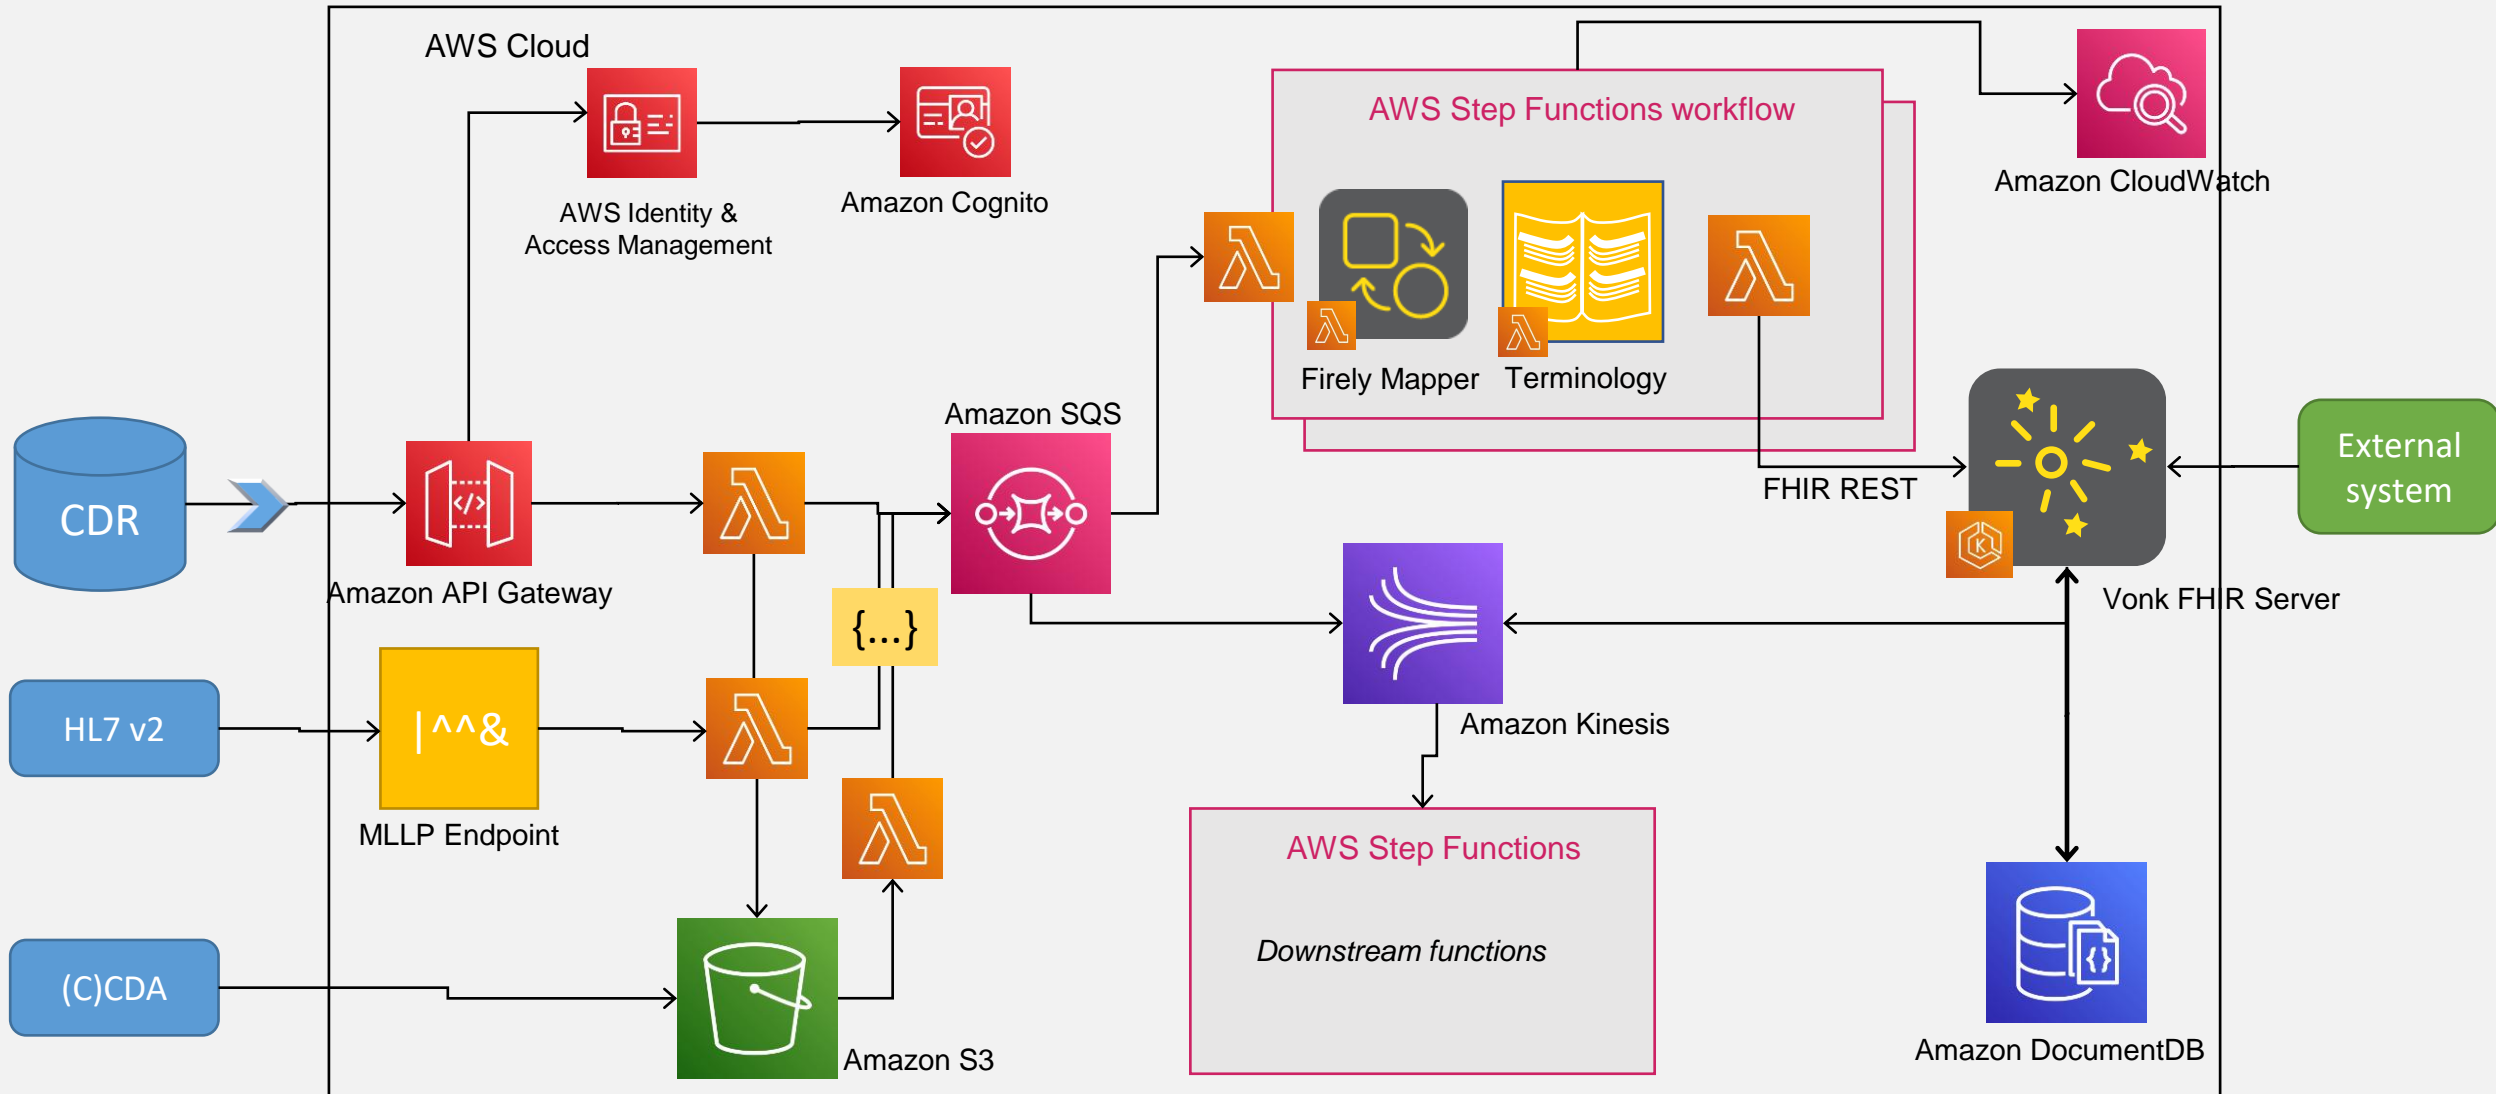 AWS Cloud
AWS Identity &
Access Management
Amazon Cognito
AWS Step Functions workflow
Amazon CloudWatch
Firely Mapper
Terminology
FHIR REST
CDR
</>
Amazon API Gateway
Amazon SQS
{...}
K
Vonk FHIR Server
External
system
HL7 v2
|^^&
MLLP Endpoint
Amazon Kinesis
AWS Step Functions
Downstream functions
(C)CDA
Amazon S3
{}
Amazon DocumentDB